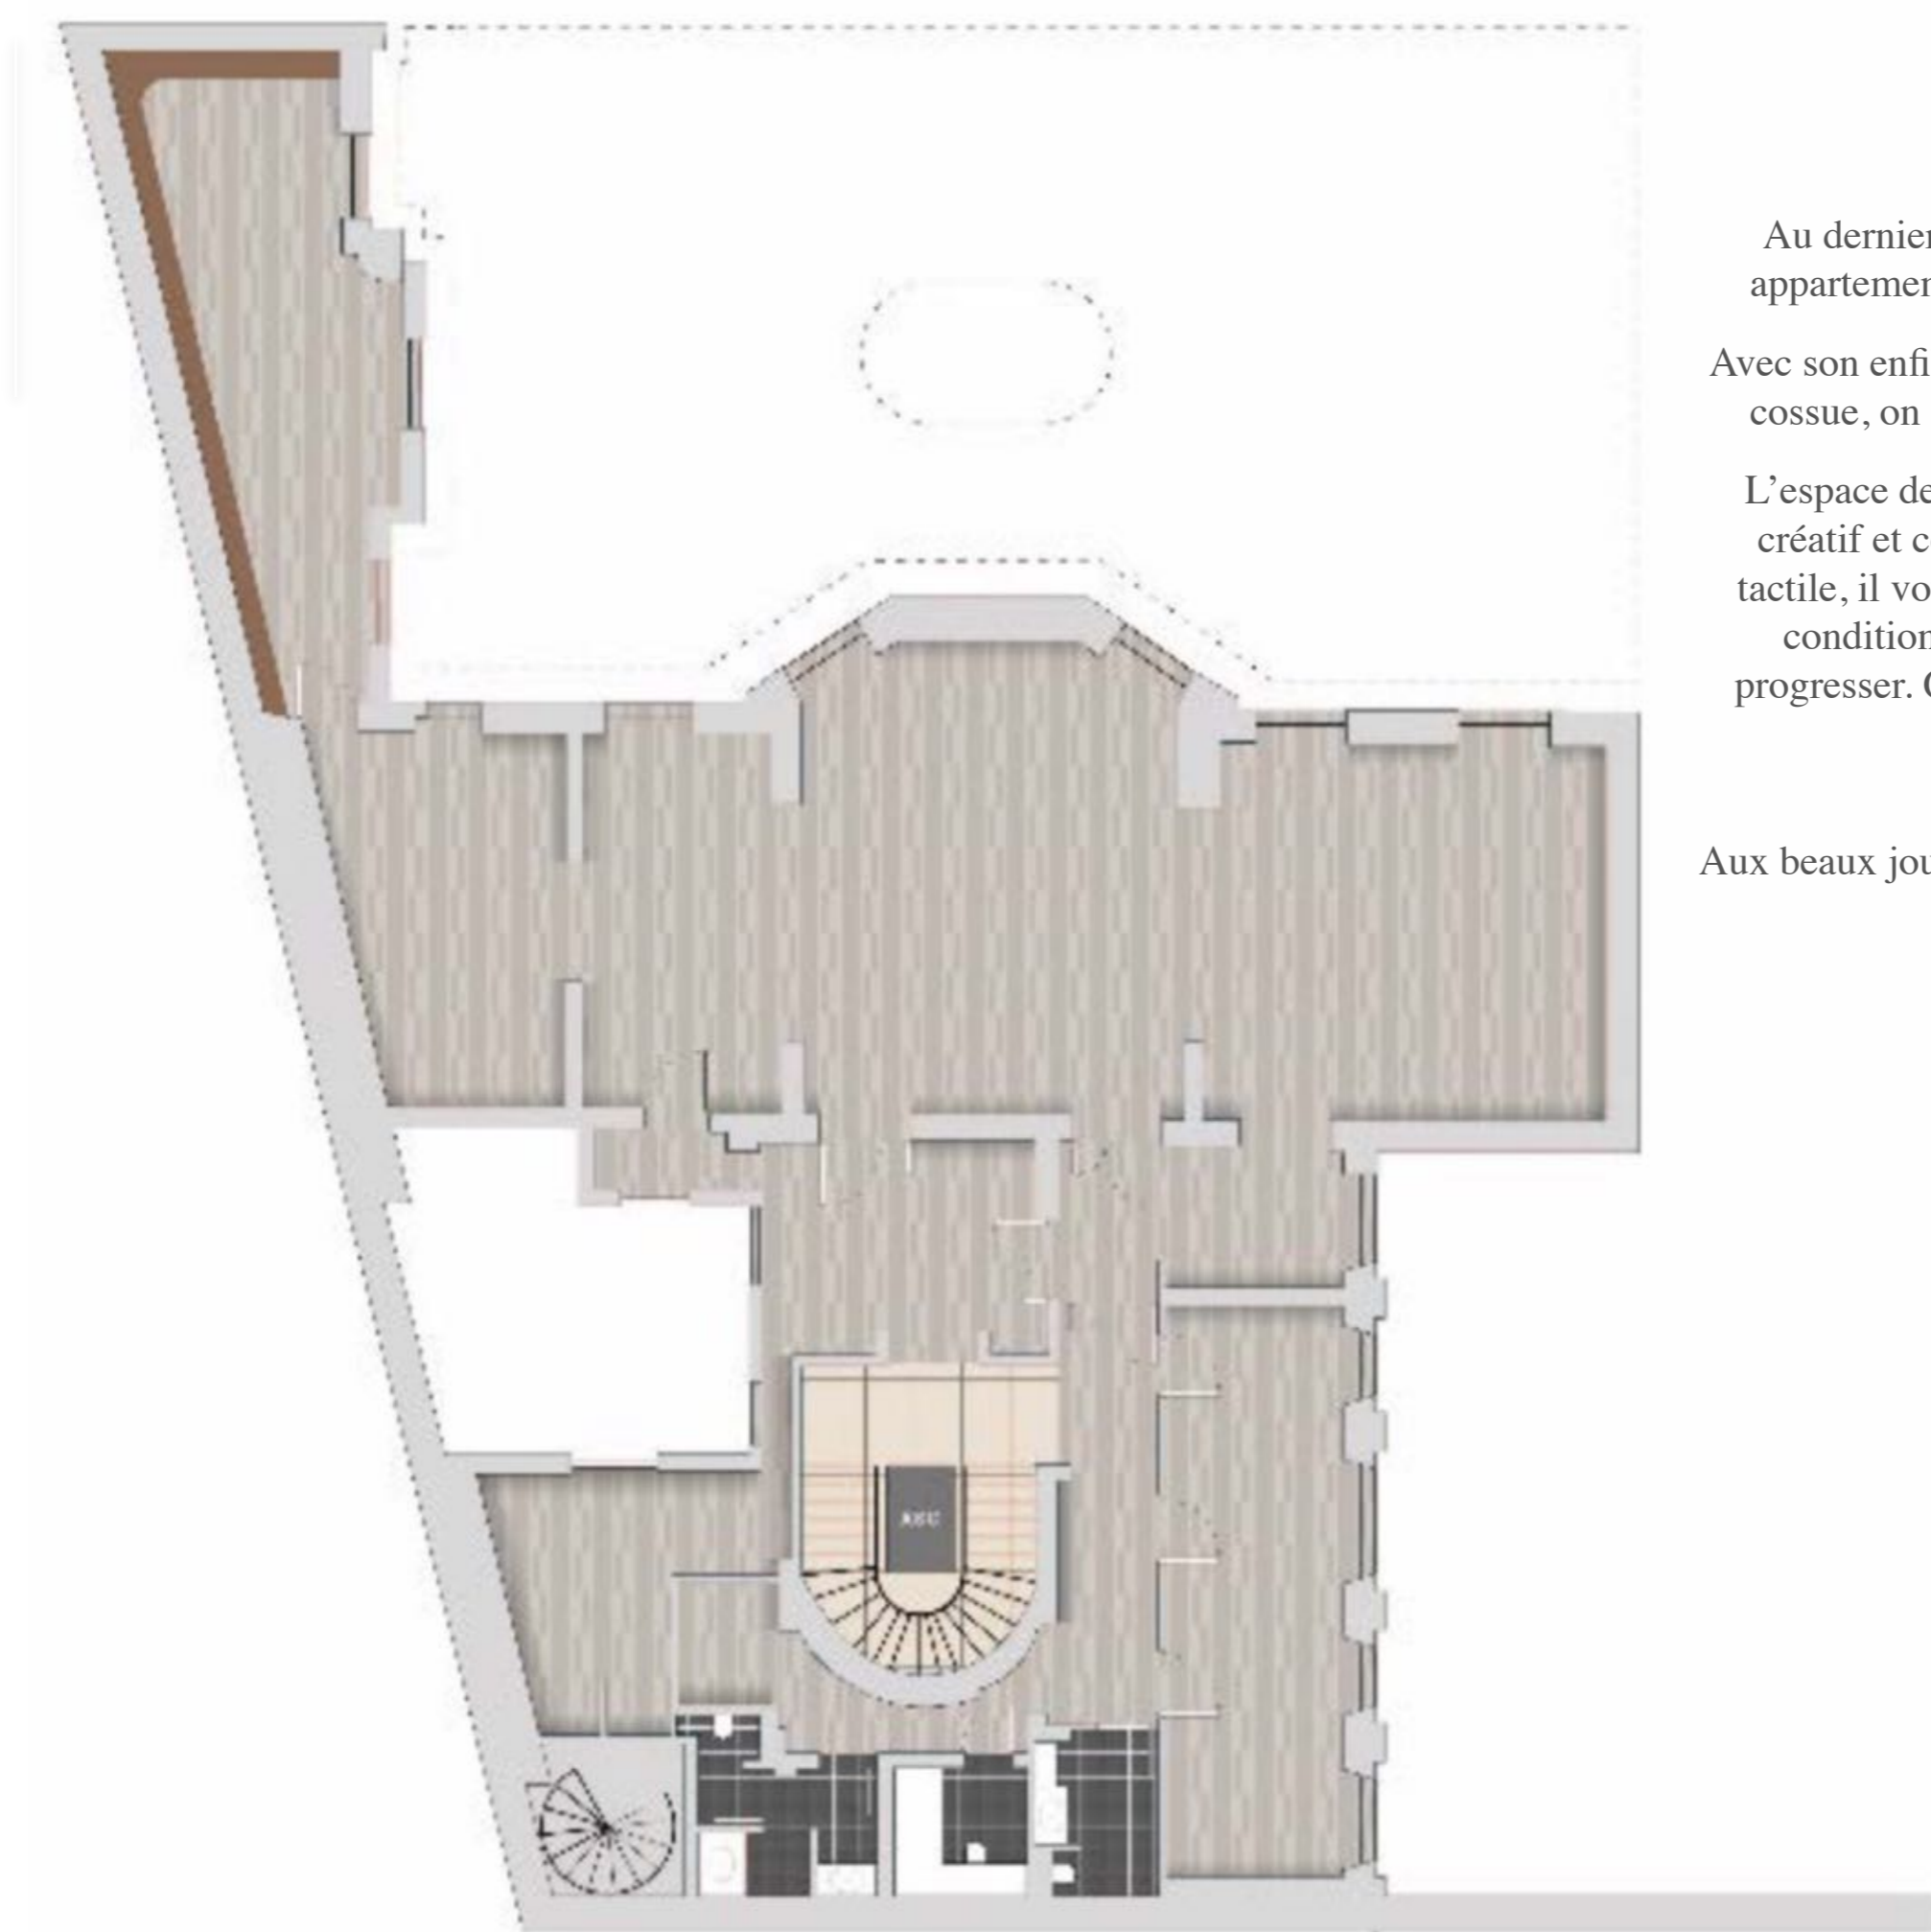 Au dernier
appartemen
Avec son enfi
cossue, on
L’espace de
créatif et c
tactile, il vo
condition
progresser.
Aux beaux jou
ASC